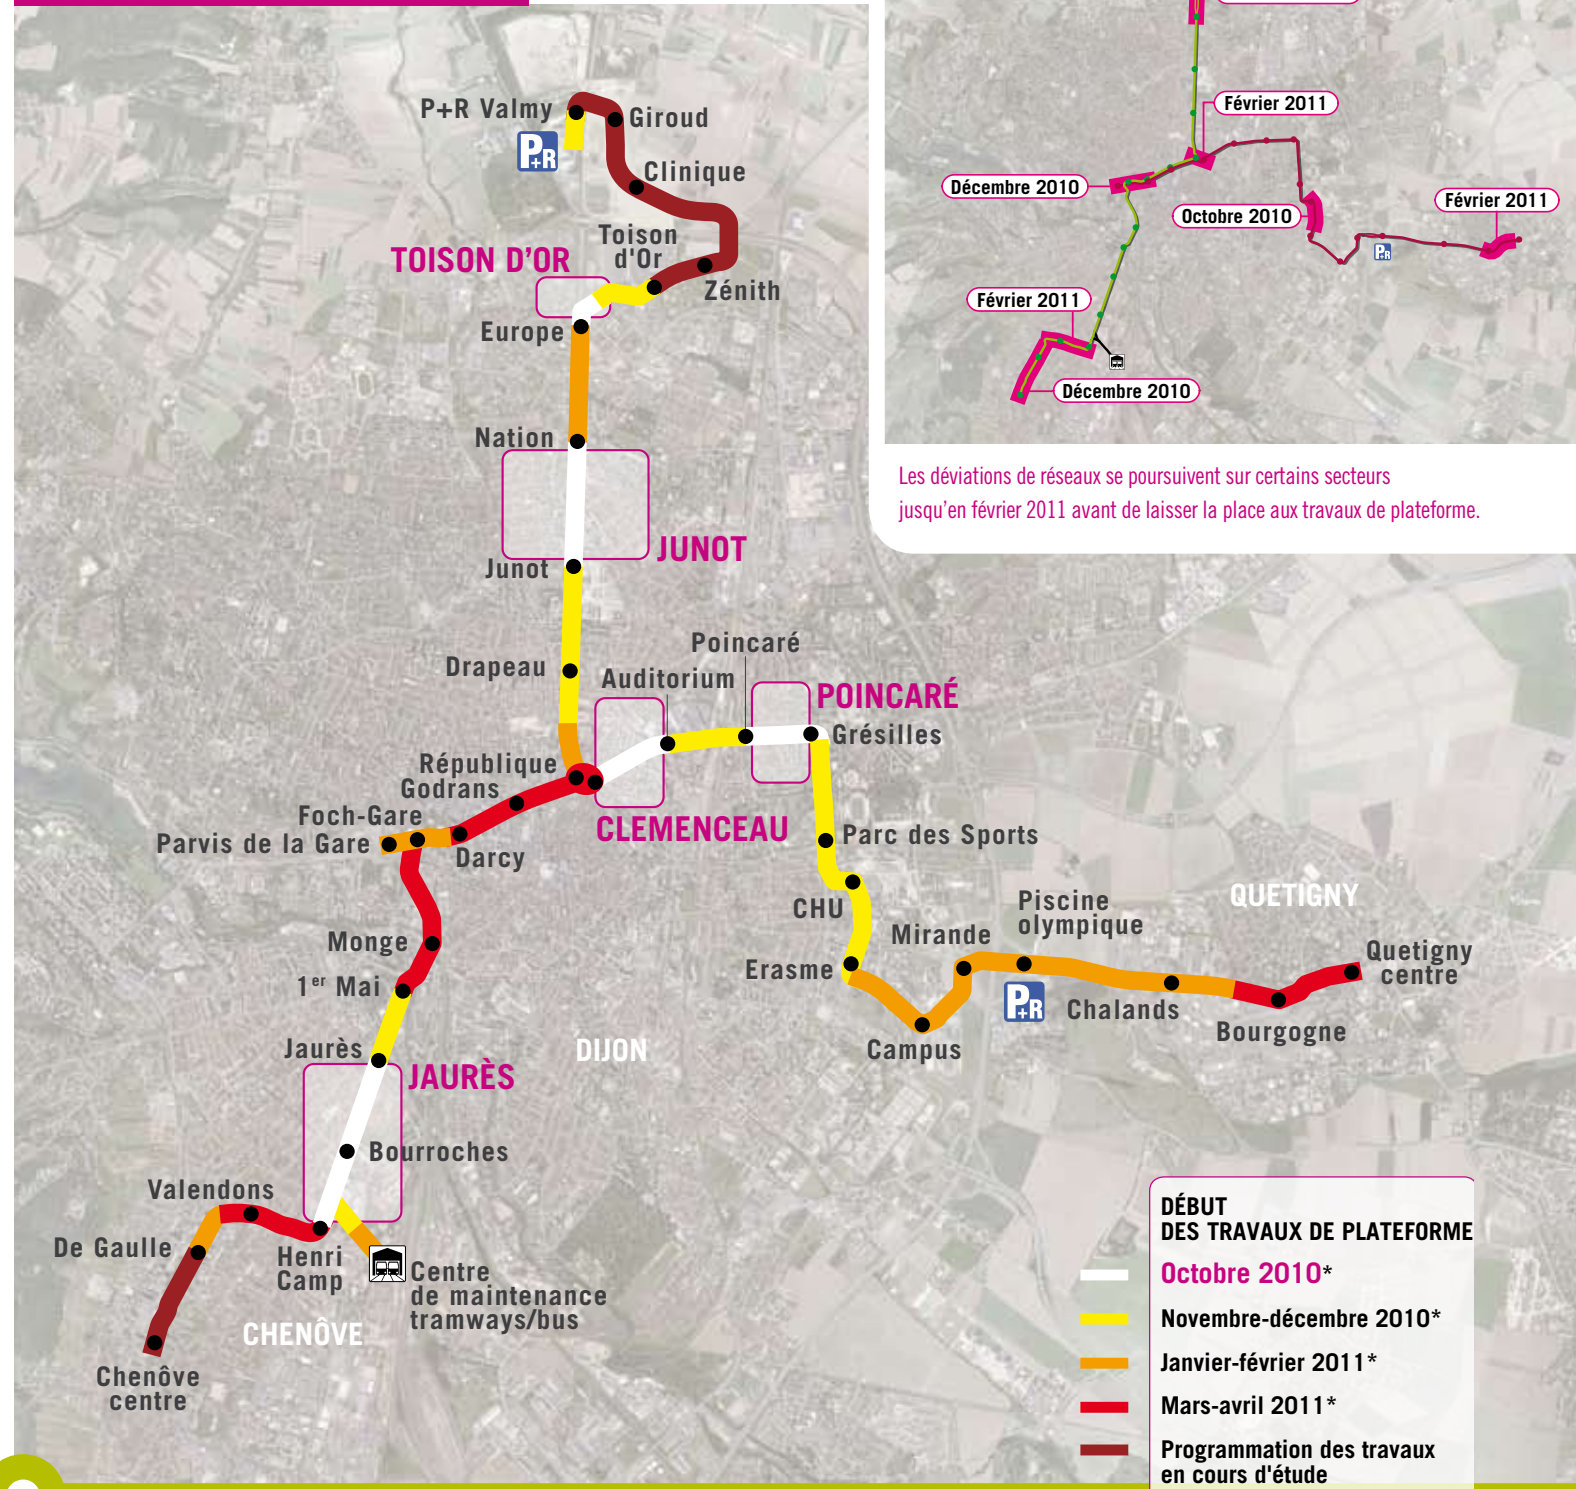 P+R Valmy
P+R
Giroud
Clinique
Toison
d'Or
TOISON D'OR
Zénith
Europe
Nation
JUNOT
Junot
Drapeau
Poincaré
Auditorium
POINCARÉ
Grésilles
République
Godrans
Foch-Gare
Parvis de la Gare
Darcy
CLEMENCEAU
Parc des Sports
CHU
Mirande
Piscine
olympique
QUETIGNY
Quetigny
centre
Erasme
P+R
Chalands
Bourgogne
Campus
Monge
1er Mai
Jaurès
JAURÈS
DIJON
Bourroches
Valendons
De Gaulle
Henri
Camp
Centre
de maintenance
tramways/bus
CHENÔVE
Chenôve
centre
Février 2011
Décembre 2010
Octobre 2010
Février 2011
P+R
Février 2011
Décembre 2010
Les déviations de réseaux se poursuivent sur certains secteurs
jusqu'en février 2011 avant de laisser la place aux travaux de plateforme.
DÉBUT
DES TRAVAUX DE PLATEFORME
Octobre 2010*
Novembre-décembre 2010*
Janvier-février 2011*
Mars-avril 2011*
Programmation des travaux
en cours d'étude